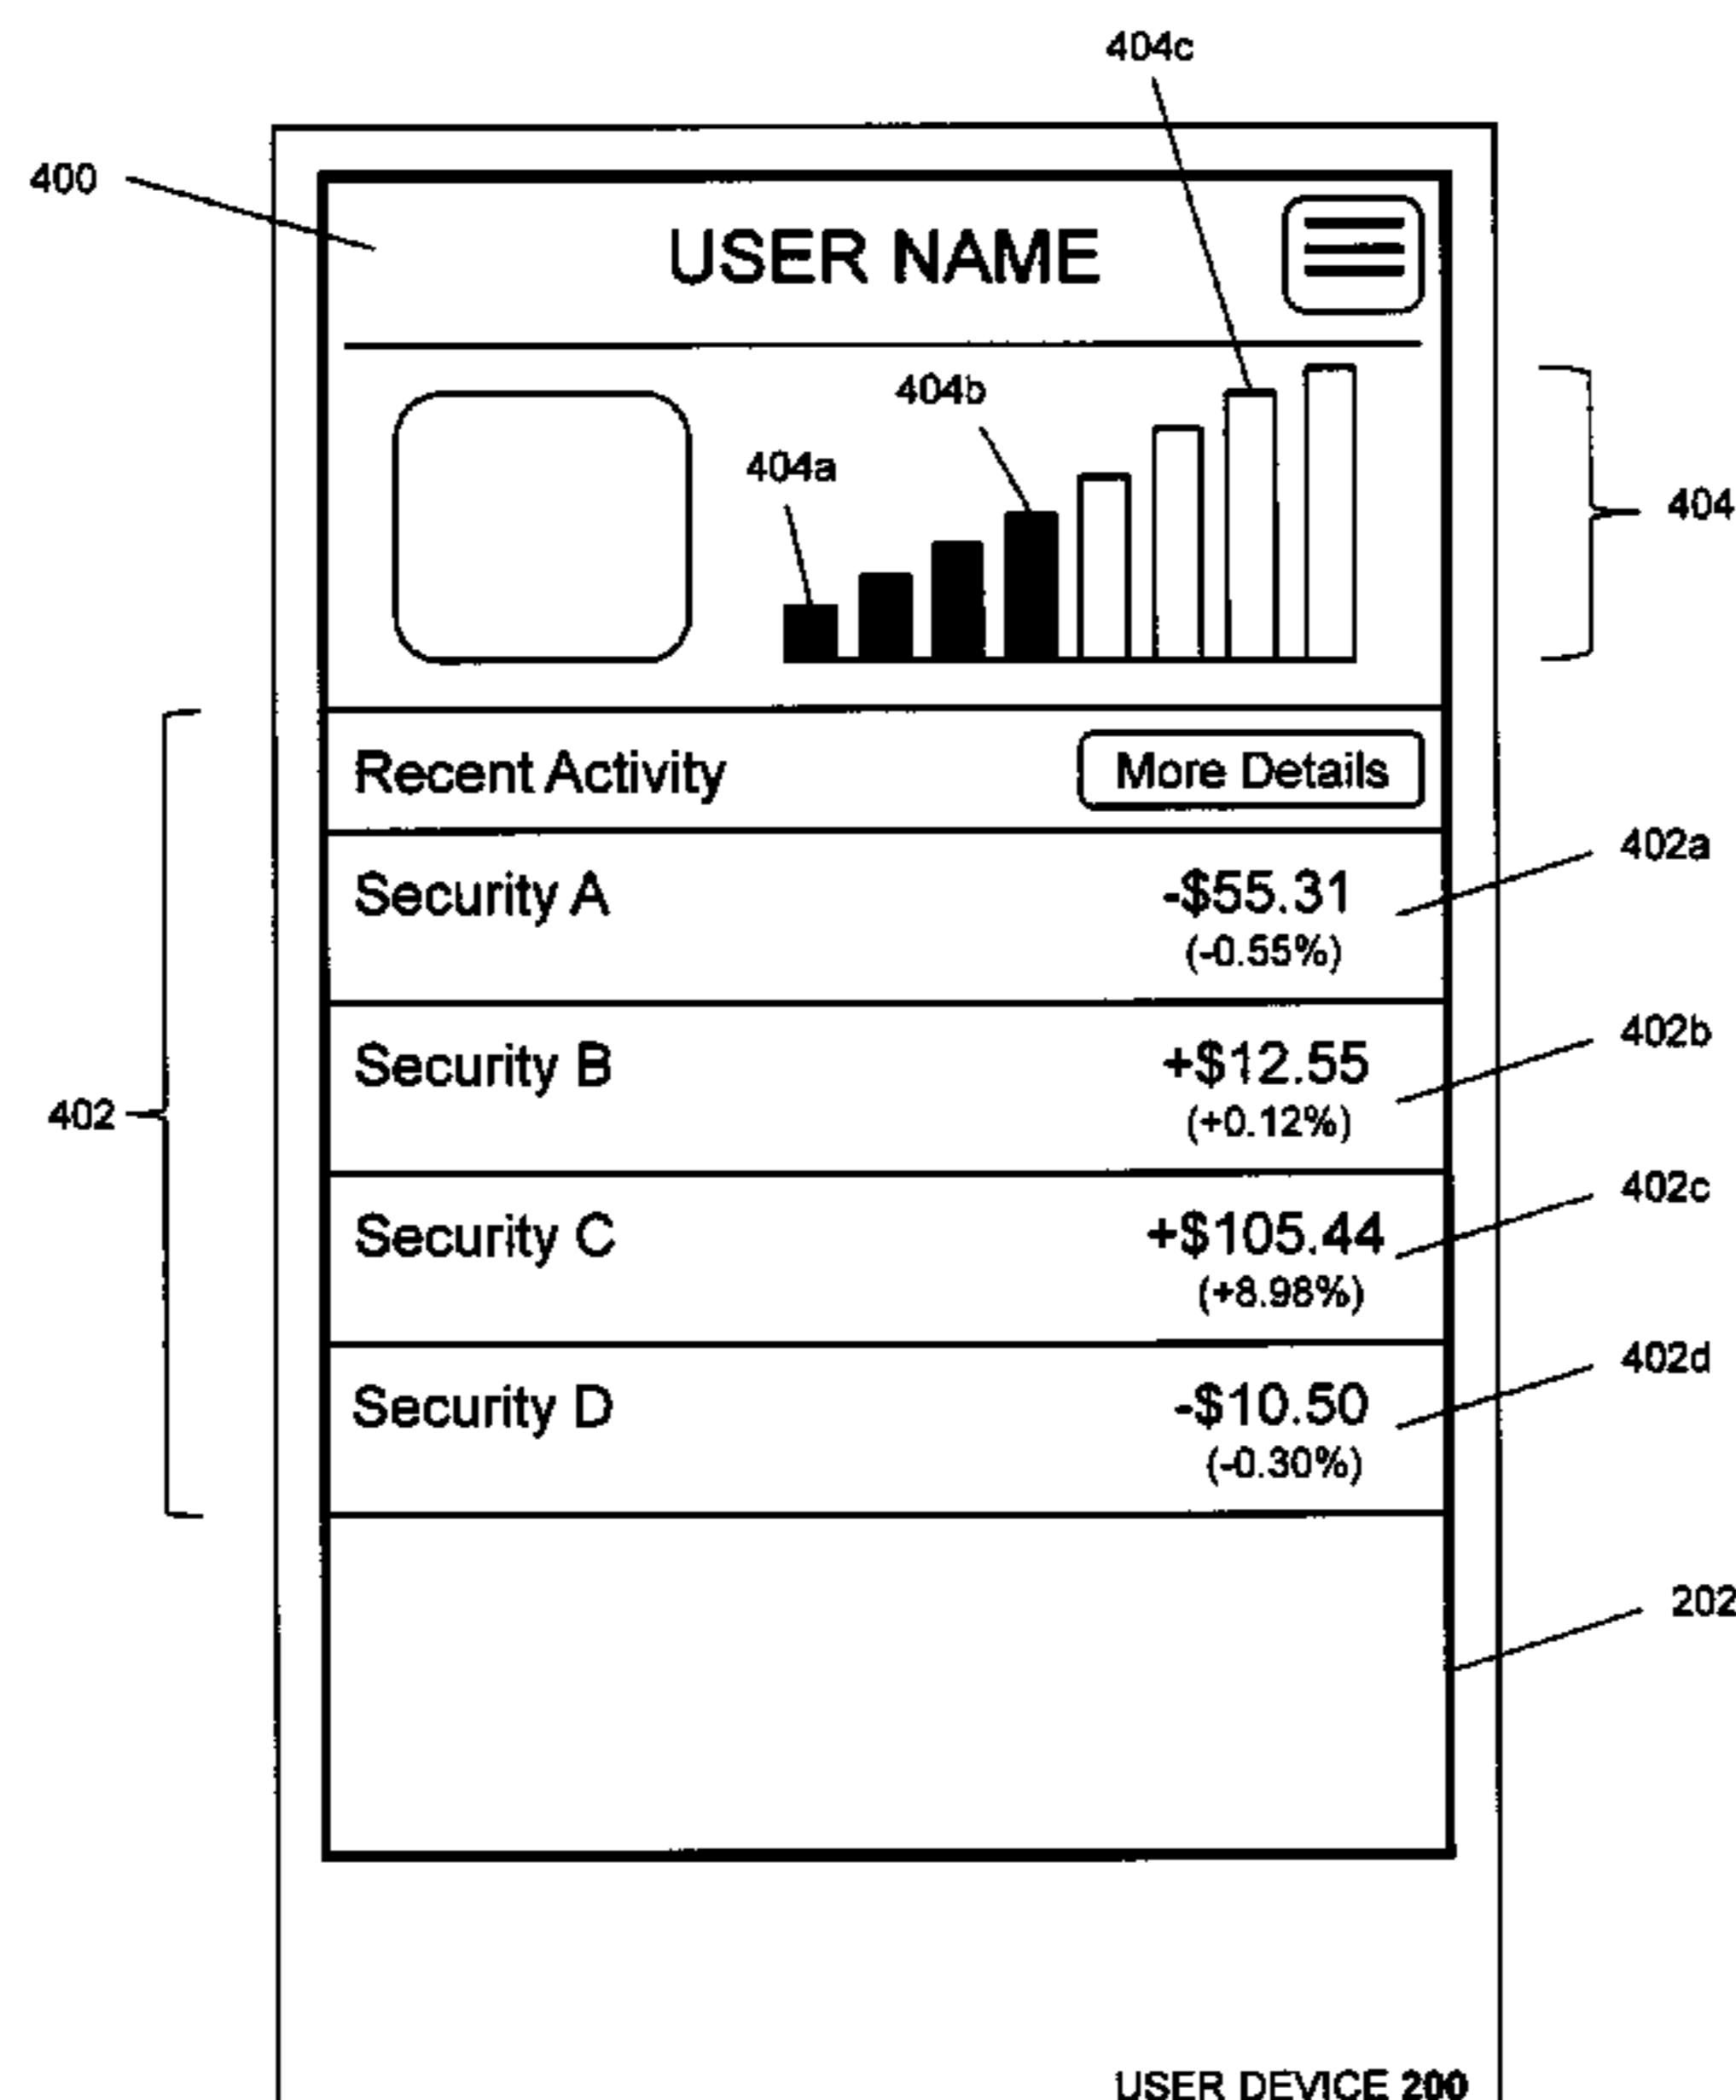 404c
400
USER NAME
404b
404a
404
Recent Activity
More Details
402a
Security A
-$55.31
(-0.55%)
402b
Security B
+$12.55
(+0.12%)
402
402c
Security C
+$105.44
(+8.98%)
402d
Security D
-$10.50
(-0.30%)
202
USER DEVICE 200